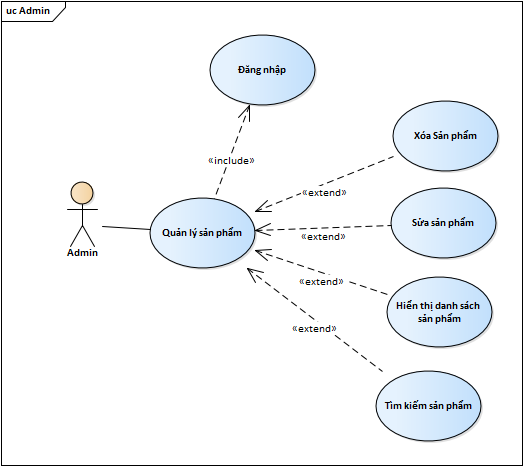 uc Admin
Đăng nhập
Xóa Sản phẩm
«include»
«extend»
Quản lý sản phẩm
Sửa sản phẩm
«extend»
Admin
«extend»
Hiển thị danh sách
sản phẩm
«extend»
Tìm kiếm sản phẩm